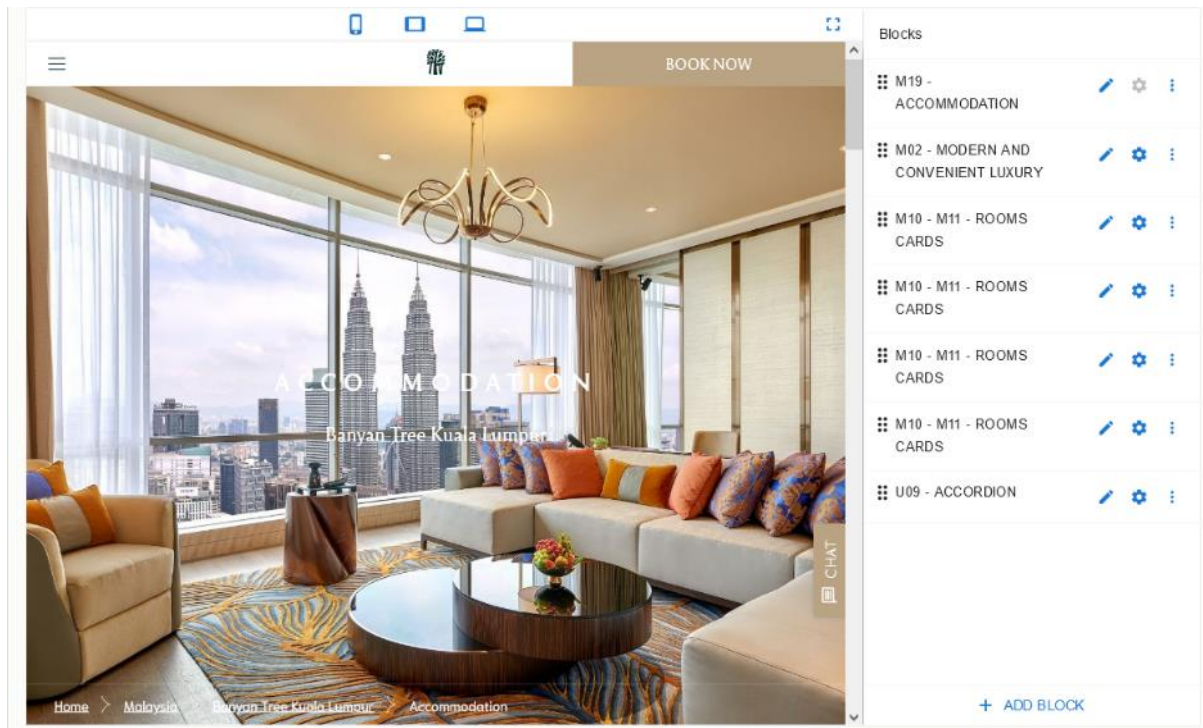 Blocks
BOOK NOW
ACCOMMODATION
Banyan Tree Kuala Lumpur
CHAT
Home
Malaysia
Banyan Tree Kuala Lumpur
Accommodation
M19 -
ACCOMMODATION
M02 - MODERN AND
CONVENIENT LUXURY
M10 - M11 - ROOMS
CARDS
M10 - M11 - ROOMS
CARDS
M10 - M11 - ROOMS
CARDS
M10 - M11 - ROOMS
CARDS
U09 - ACCORDION
+ ADD BLOCK